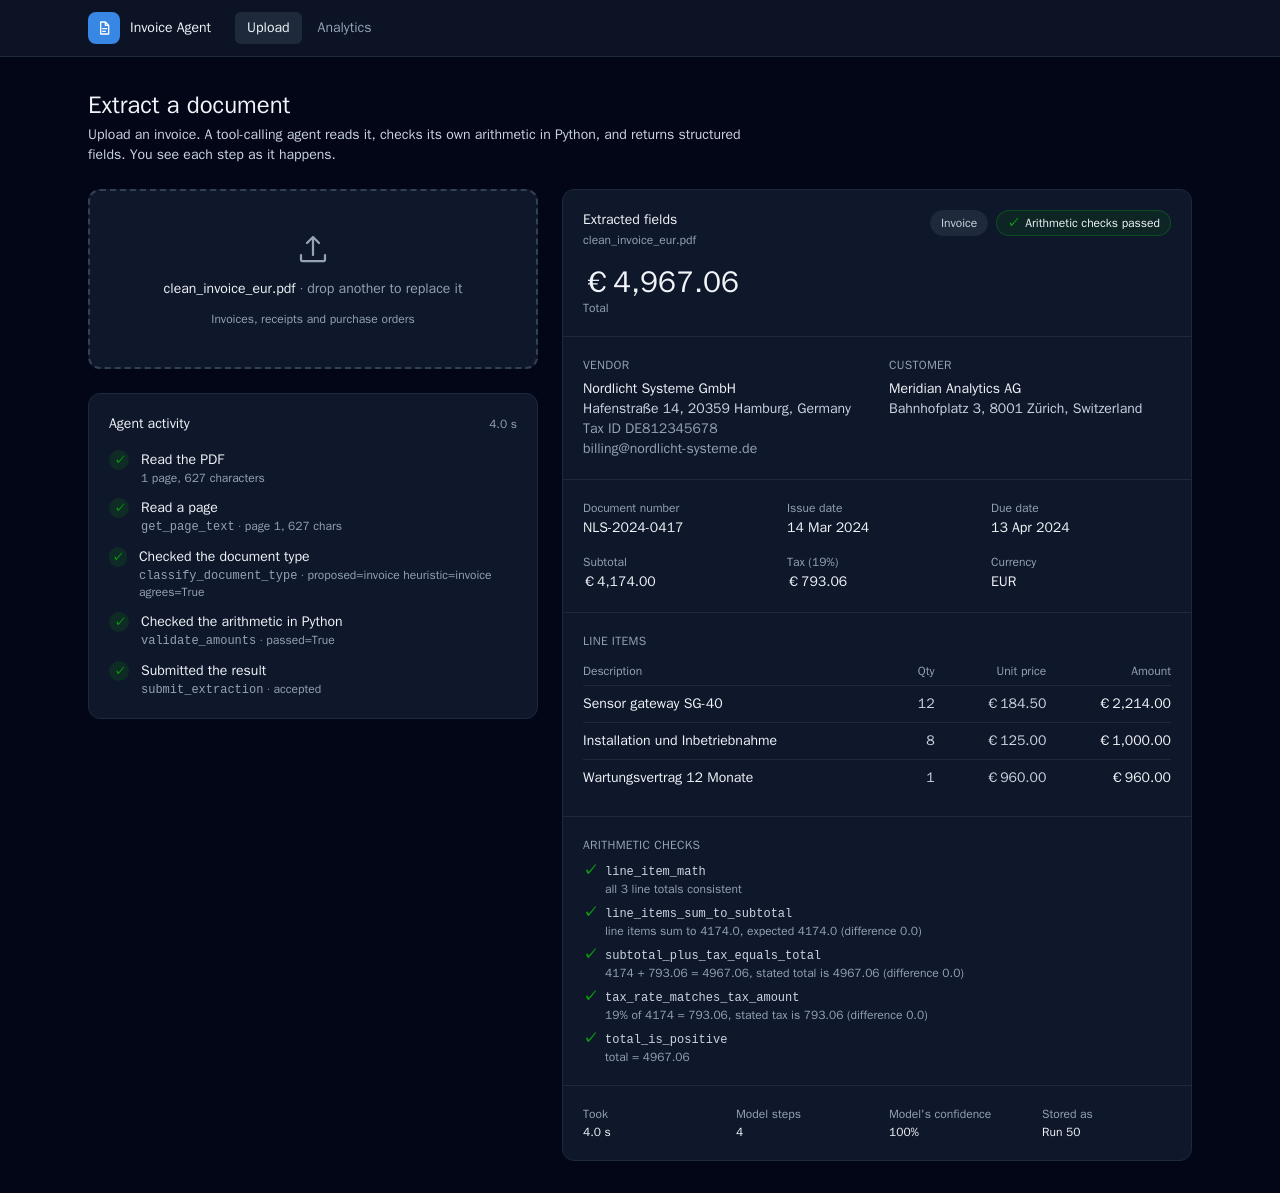 Invoice Agent
Upload
Analytics
Extract a document
Upload an invoice. A tool-calling agent reads it, checks its own arithmetic in Python, and returns structured
fields. You see each step as it happens.
clean_invoice_eur.pdf · drop another to replace it
Invoices, receipts and purchase orders
Agent activity
4.0 s
✓ Read the PDF
1 page, 627 characters
✓ Read a page
get_page_text · page 1, 627 chars
✓ Checked the document type
classify_document_type · proposed=invoice heuristic=invoice
agrees=True
✓ Checked the arithmetic in Python
validate_amounts · passed=True
✓ Submitted the result
submit_extraction · accepted
Extracted fields
clean_invoice_eur.pdf
Invoice
✓ Arithmetic checks passed
€ 4,967.06
Total
VENDOR
Nordlicht Systeme GmbH
Hafenstraße 14, 20359 Hamburg, Germany
Tax ID DE812345678
billing@nordlicht-systeme.de
CUSTOMER
Meridian Analytics AG
Bahnhofplatz 3, 8001 Zürich, Switzerland
Document number
NLS-2024-0417
Issue date
14 Mar 2024
Due date
13 Apr 2024
Subtotal
€ 4,174.00
Tax (19%)
€ 793.06
Currency
EUR
LINE ITEMS
Description Qty Unit price Amount
Sensor gateway SG-40 12 € 184.50 € 2,214.00
Installation und Inbetriebnahme 8 € 125.00 € 1,000.00
Wartungsvertrag 12 Monate 1 € 960.00 € 960.00
ARITHMETIC CHECKS
✓ line_item_math
all 3 line totals consistent
✓ line_items_sum_to_subtotal
line items sum to 4174.0, expected 4174.0 (difference 0.0)
✓ subtotal_plus_tax_equals_total
4174 + 793.06 = 4967.06, stated total is 4967.06 (difference 0.0)
✓ tax_rate_matches_tax_amount
19% of 4174 = 793.06, stated tax is 793.06 (difference 0.0)
✓ total_is_positive
total = 4967.06
Took
4.0 s
Model steps
4
Model's confidence
100%
Stored as
Run 50